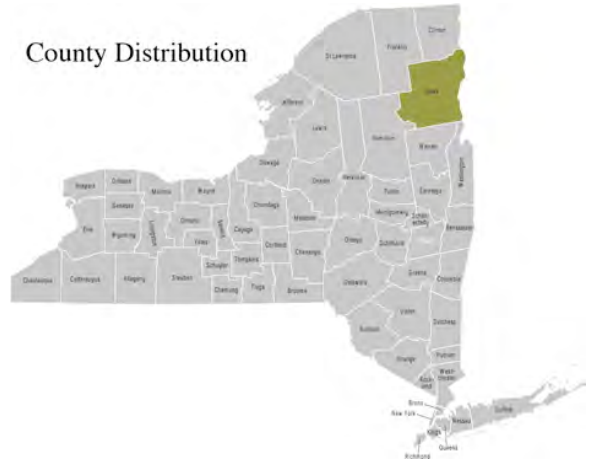 County Distribution
Clinton
Franklin
St Lawrence
Essex
Jefferson
Lewis
Hamilton
Warren
Washington
Oswego
Oneida
Herkimer
Niagara
Orleans
Monroe
Wayne
Fulton
Saratoga
Genesee
Onondaga
Montgomery
Madison
Erie
Wyoming
Livingston
Ontario
Yates
Seneca
Cayuga
Cortland
Chenango
Otsego
Schoharie
Rensselaer
Schuyler
Tompkins
Chautauqua
Cattaraugus
Allegany
Steuben
Chemung
Tioga
Broome
Delaware
Greene
Columbia
Ulster
Sullivan
Dutchess
Orange
Putnam
Bronx
New York
Kings
Nassau
Suffolk
Queens
Richmond